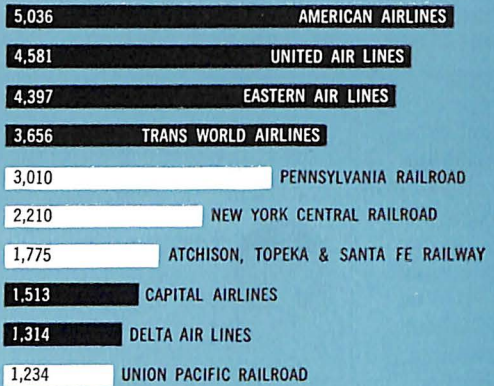 5,036 AMERICAN AIRLINES
4,581 UNITED AIR LINES
4,397 EASTERN AIR LINES
3,656 TRANS WORLD AIRLINES
3,010 PENNSYLVANIA RAILROAD
2,210 NEW YORK CENTRAL RAILROAD
1,775 ATCHISON, TOPEKA & SANTA FE RAILWAY
1,513 CAPITAL AIRLINES
1,314 DELTA AIR LINES
1,234 UNION PACIFIC RAILROAD